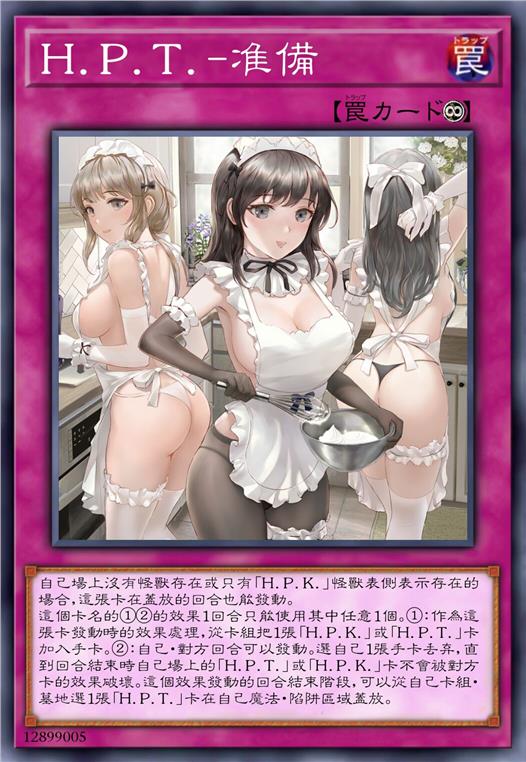 H.P.T.-准備
トラップ
罠
トラップ
【罠カード♾】
自己場上沒有怪獸存在或只有「H.P.K.」怪獸表側表示存在的
場合，這張卡在蓋放的回合也能發動。
這個卡名的①②的效果1回合只能使用其中任意1個。①：作為這
張卡發動時的效果處理，從卡組把1張「H.P.K.」或「H.P.T.」卡
加入手卡。②：自己·對方回合可以發動。選自己1張手卡丟弃，直
到回合結束時自己場上的「H.P.T.」或「H.P.K.」卡不會被對方
卡的效果破壞。這個效果發動的回合結束階段，可以從自己卡組·
墓地選1張「H.P.T.」卡在自己魔法·陷阱區域蓋放。
12899005